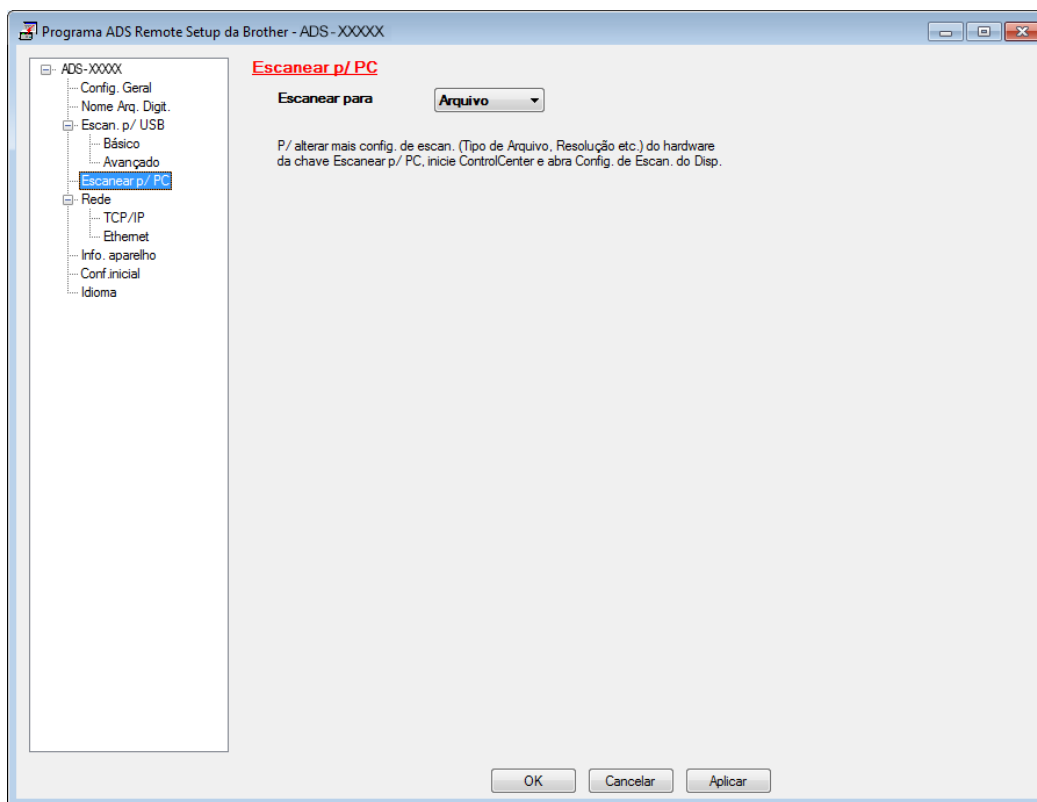 Programa ADS Remote Setup da Brother - ADS-XXXXX
ADS-XXXXX
Config. Geral
Nome Arq. Digit.
Escan. p/ USB
Básico
Avançado
Escanear p/ PC
Rede
TCP/IP
Ethernet
Info. aparelho
Conf.inicial
Idioma
Escanear p/ PC
Escanear para
Arquivo
P/ alterar mais config. de escan. (Tipo de Arquivo, Resolução etc.) do hardware
da chave Escanear p/ PC, inicie ControlCenter e abra Config. de Escan. do Disp.
OK
Cancelar
Aplicar